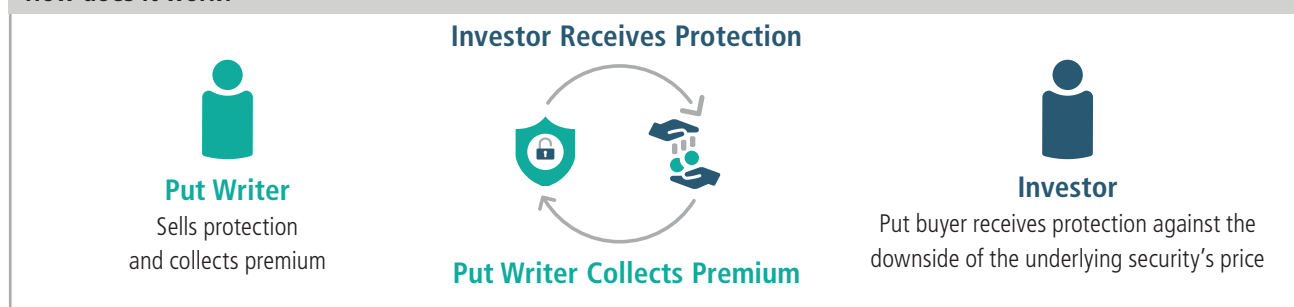 Investor Receives Protection
Put Writer
Sells protection
and collects premium
Put Writer Collects Premium
Investor
Put buyer receives protection against the
downside of the underlying security's price